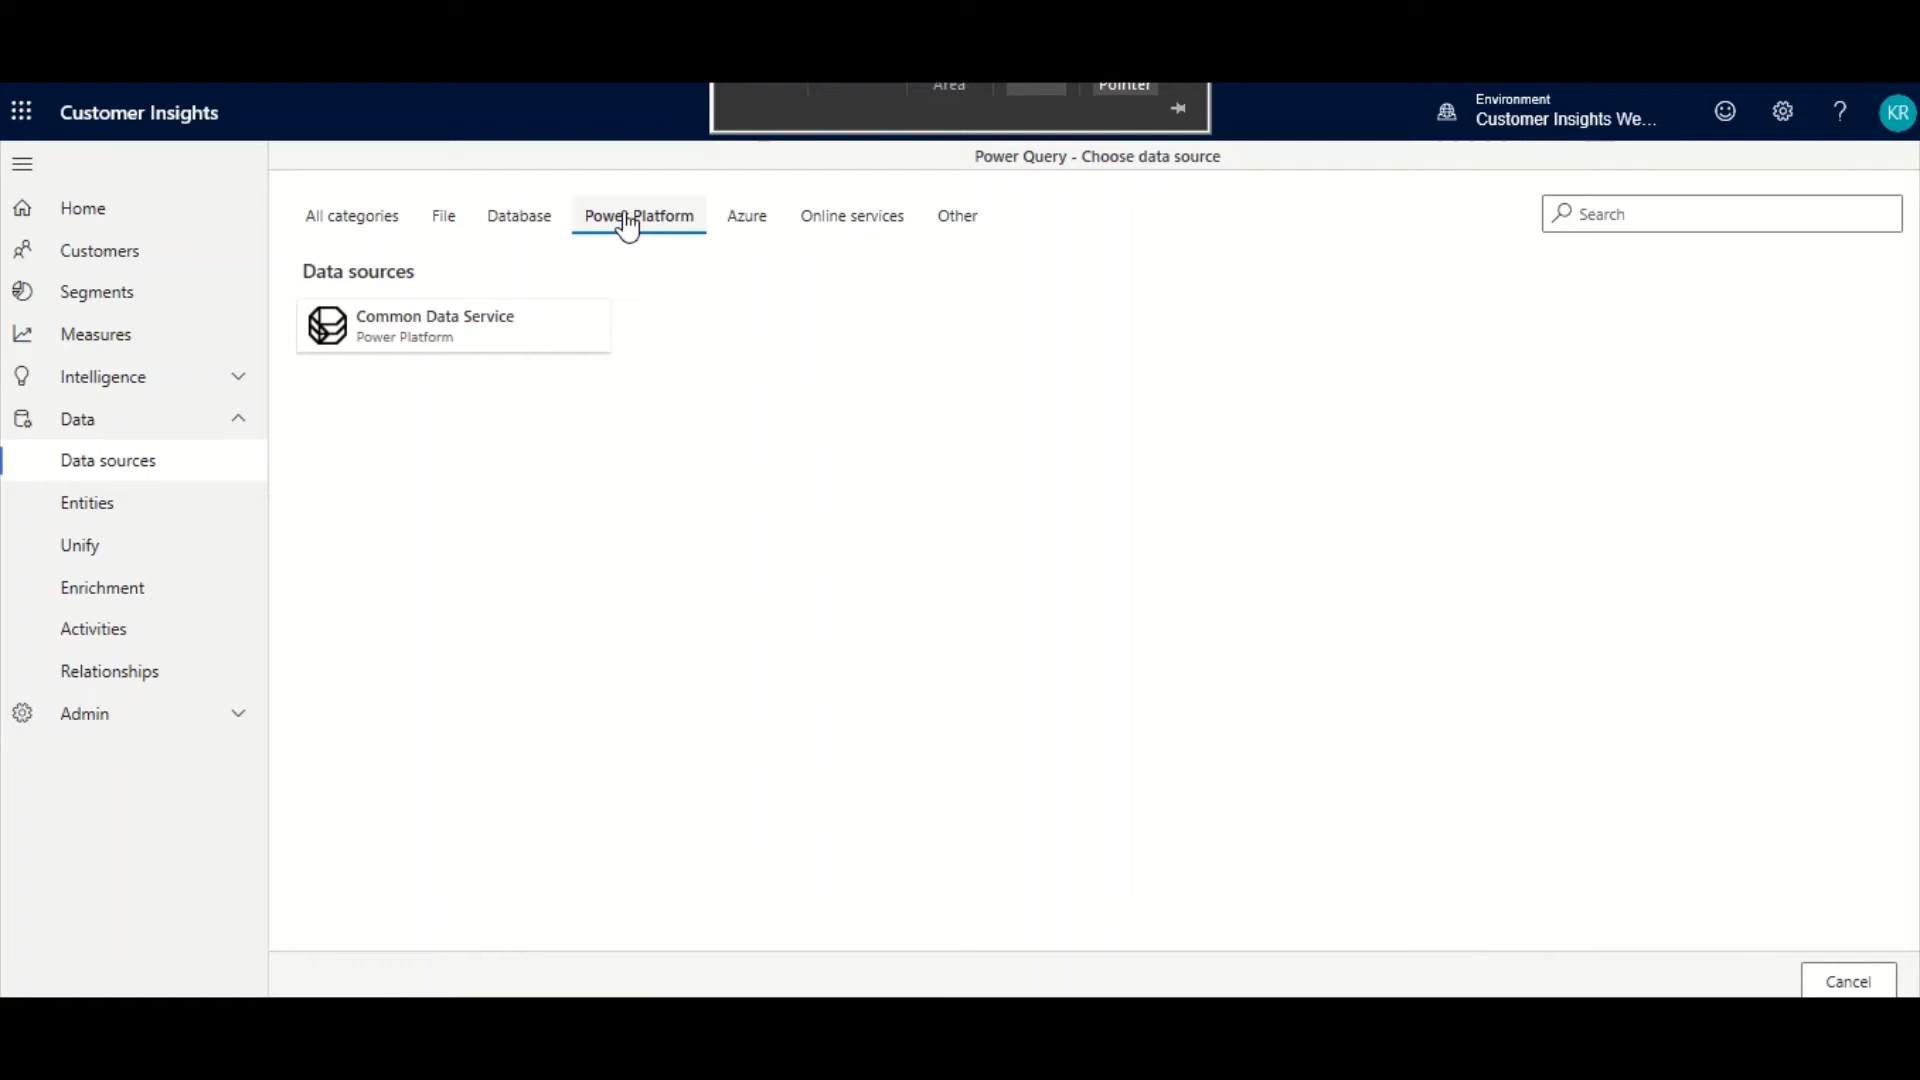 Area
Pointer
Customer Insights
Environment
Customer Insights We...
?
KR
Power Query - Choose data source
Home
Customers
Segments
Measures
Intelligence
Data
Data sources
Entities
Unify
Enrichment
Activities
Relationships
Admin
All categories
File
Database
Power Platform
Azure
Online services
Other
Search
Data sources
Common Data Service
Power Platform
Cancel